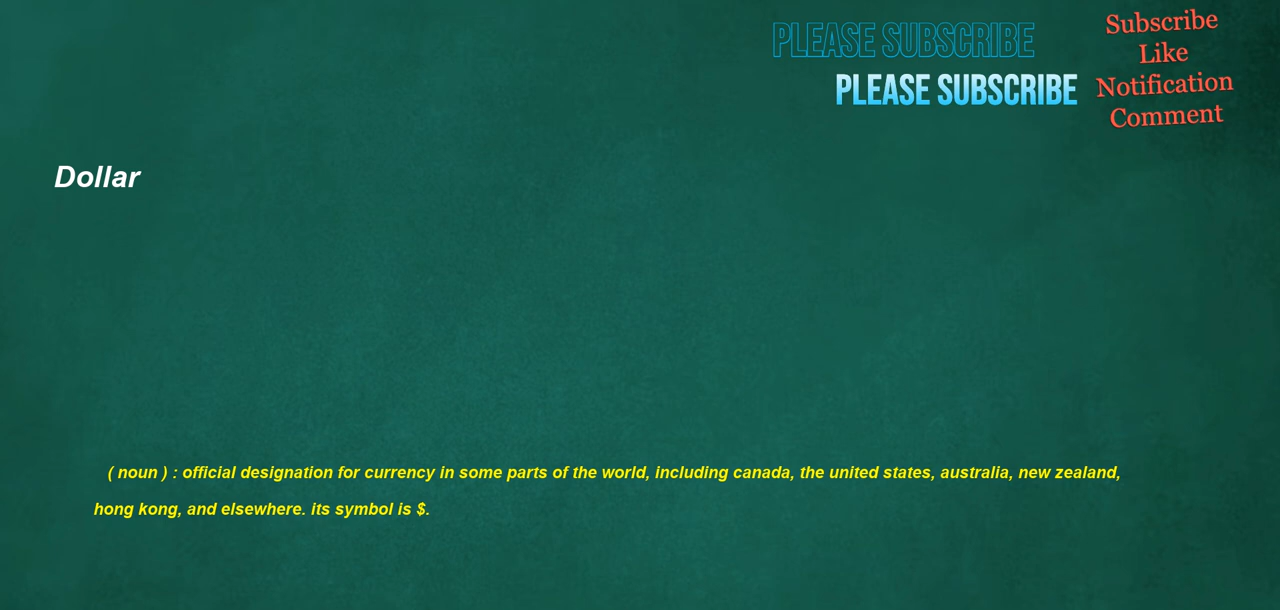 PLEASE SUBSCRIBE
PLEASE SUBSCRIBE
Subscribe
Like
Notification
Comment
Dollar
( noun ) : official designation for currency in some parts of the world, including canada, the united states, australia, new zealand,
hong kong, and elsewhere. its symbol is $.